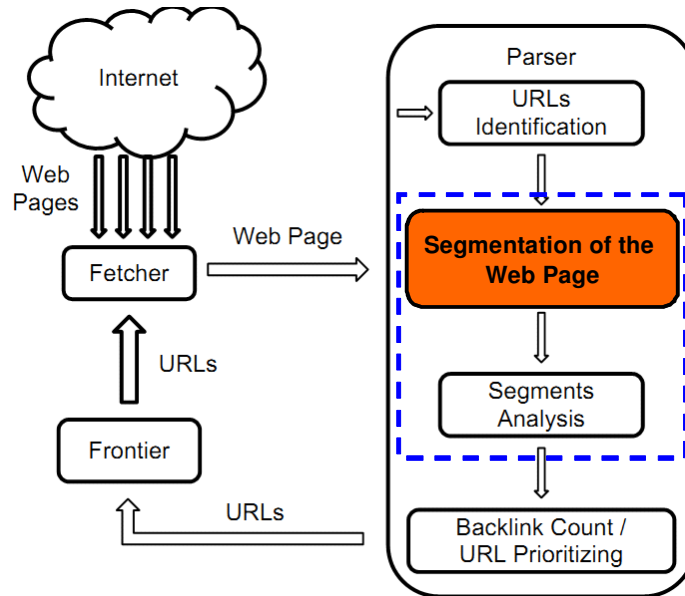 Internet
Web
Pages
Fetcher
URLs
Frontier
Web Page
URLs
Parser
URLs
Identification
Segmentation of the
Web Page
Segments
Analysis
Backlink Count /
URL Prioritizing